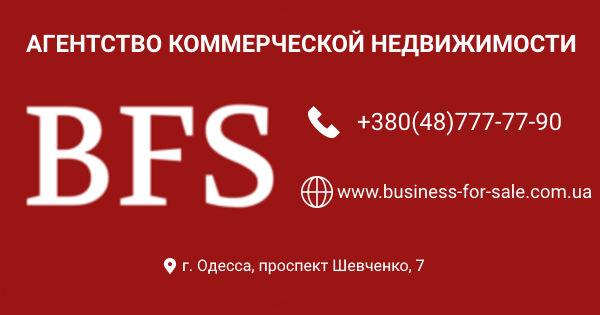 АГЕНТСТВО КОММЕРЧЕСКОЙ НЕДВИЖИМОСТИ
BFS
+380(48)777-77-90
www.business-for-sale.com.ua
г. Одесса, проспект Шевченко, 7